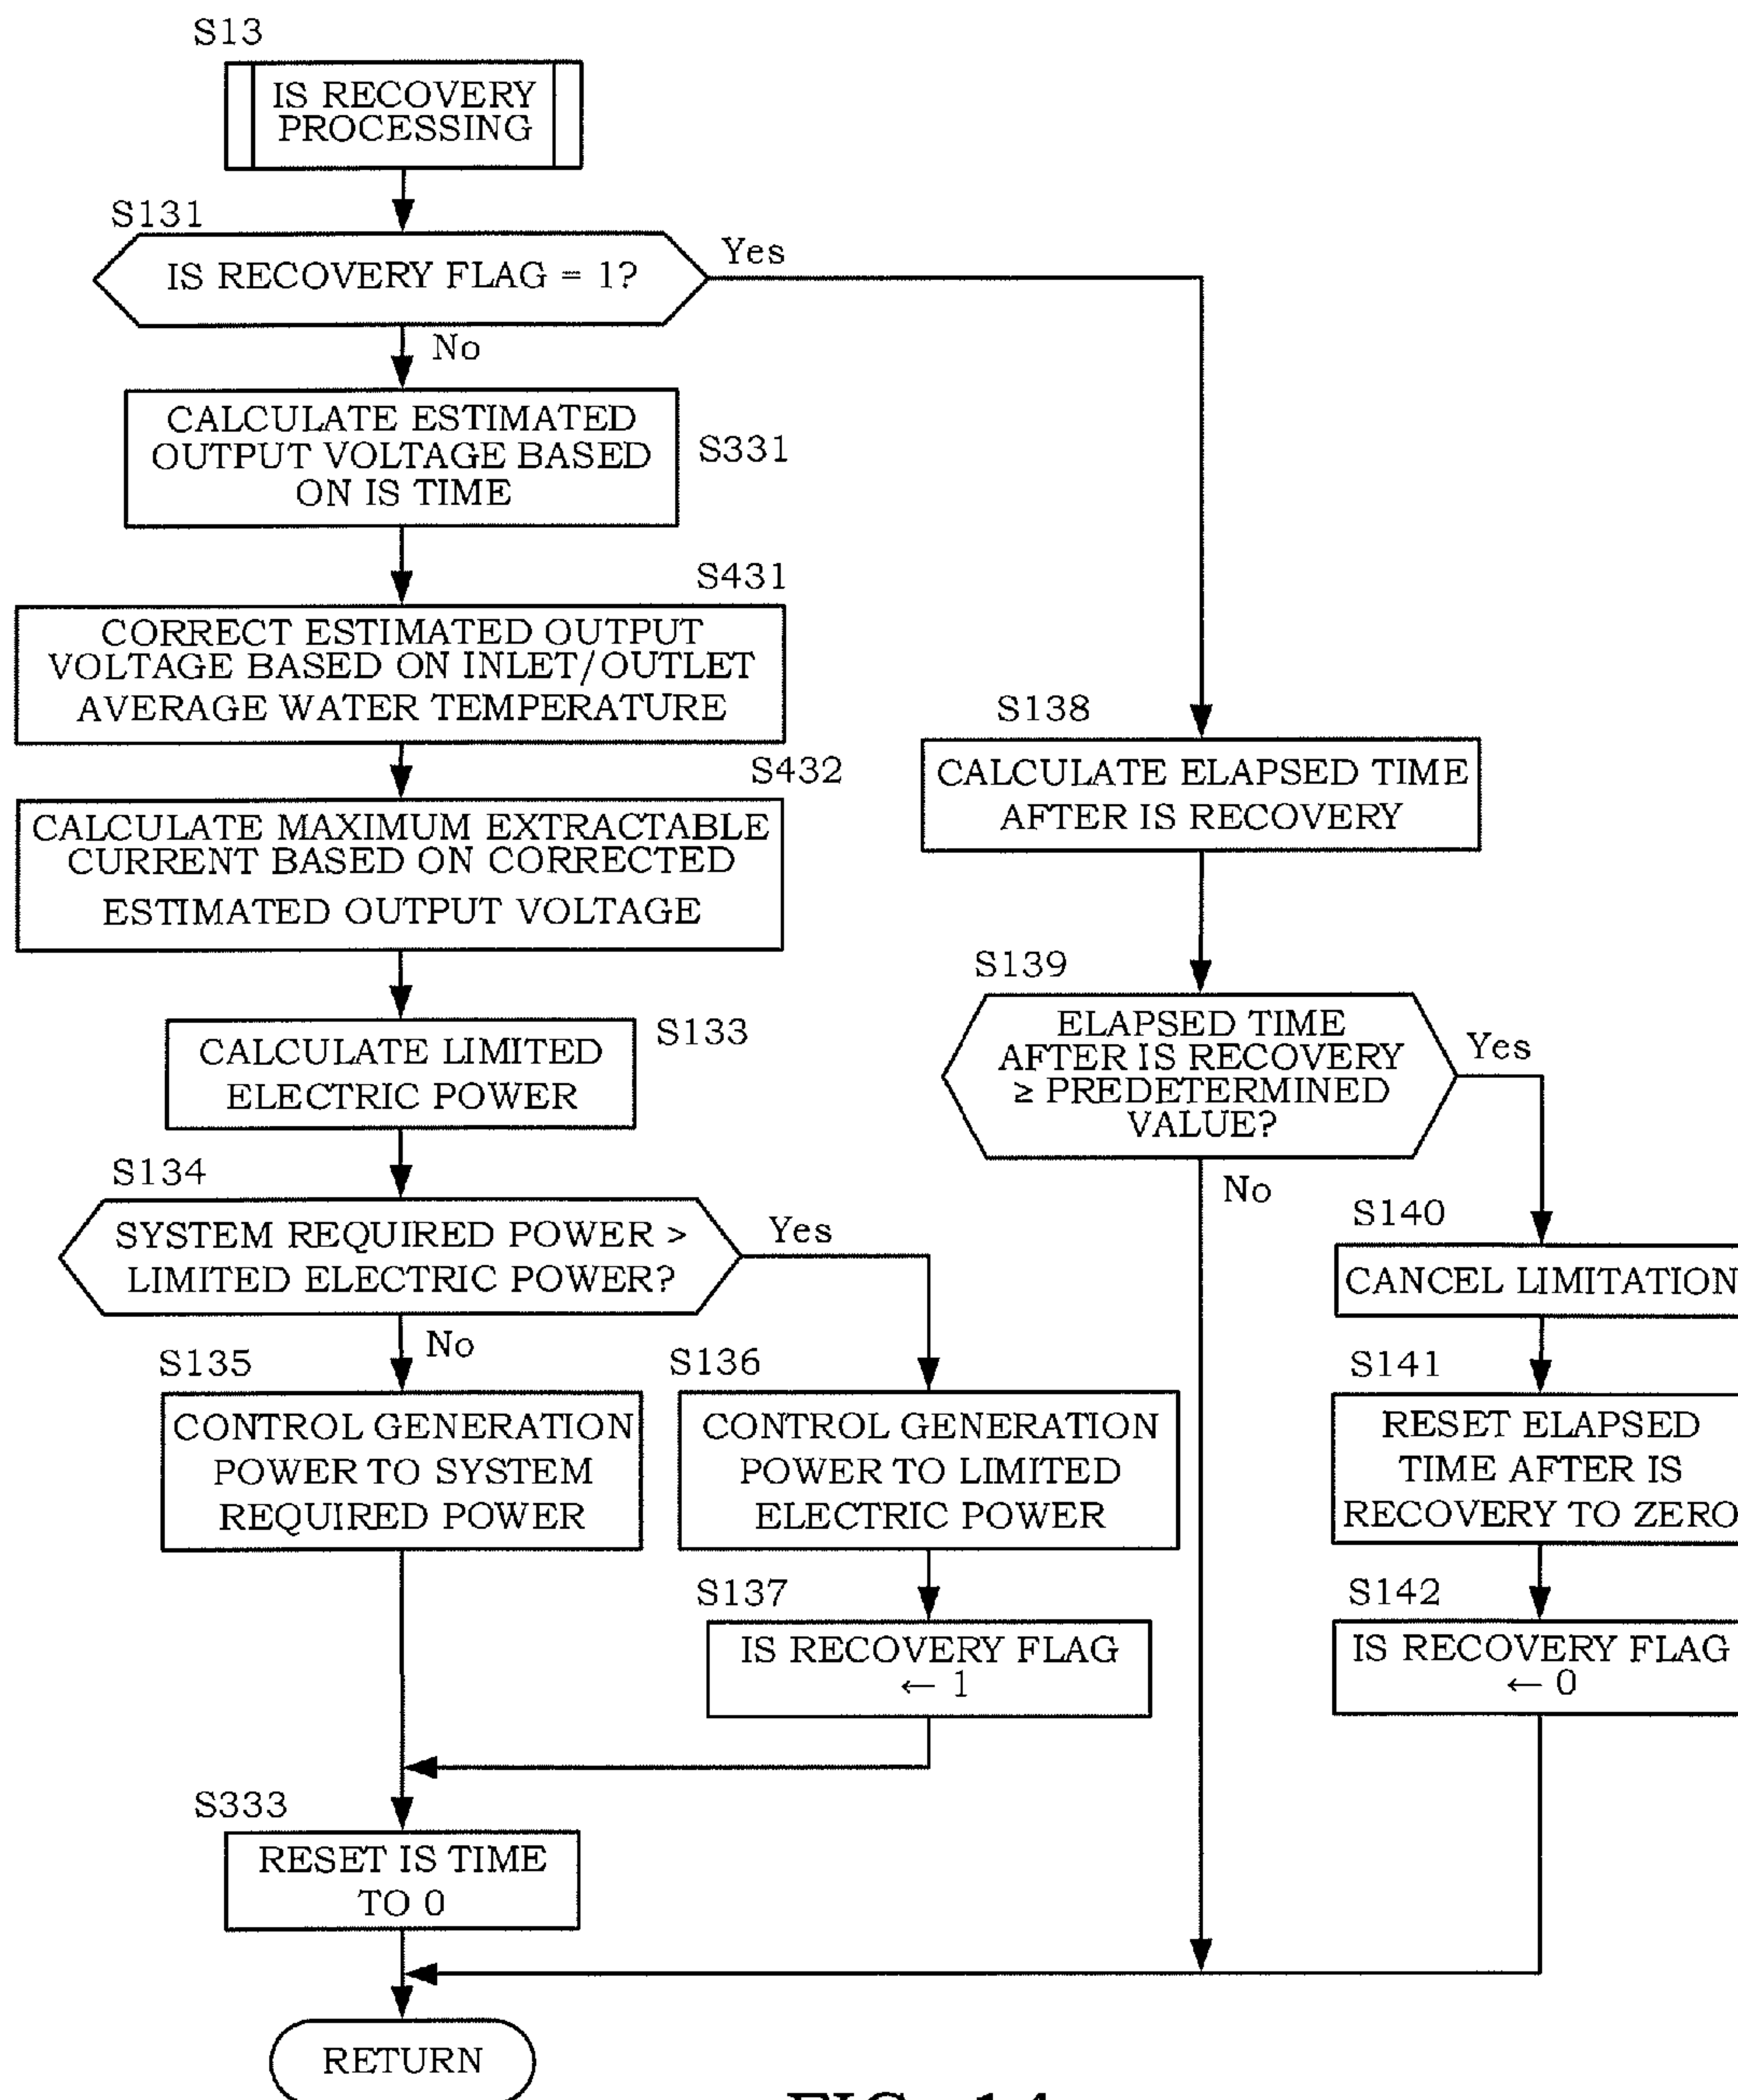 S13
IS RECOVERY
PROCESSING
S131
IS RECOVERY FLAG = 1?
Yes
No
CALCULATE ESTIMATED
OUTPUT VOLTAGE BASED
ON IS TIME
S331
S431
CORRECT ESTIMATED OUTPUT
VOLTAGE BASED ON INLET/OUTLET
AVERAGE WATER TEMPERATURE
S432
CALCULATE MAXIMUM EXTRACTABLE
CURRENT BASED ON CORRECTED
ESTIMATED OUTPUT VOLTAGE
S133
CALCULATE LIMITED
ELECTRIC POWER
S134
SYSTEM REQUIRED POWER >
LIMITED ELECTRIC POWER?
Yes
No
S135
CONTROL GENERATION
POWER TO SYSTEM
REQUIRED POWER
S136
CONTROL GENERATION
POWER TO LIMITED
ELECTRIC POWER
S137
IS RECOVERY FLAG
← 1
S333
RESET IS TIME
TO 0
S138
CALCULATE ELAPSED TIME
AFTER IS RECOVERY
S139
ELAPSED TIME
AFTER IS RECOVERY
≥ PREDETERMINED
VALUE?
Yes
No
S140
CANCEL LIMITATION
S141
RESET ELAPSED
TIME AFTER IS
RECOVERY TO ZERO
S142
IS RECOVERY FLAG
← 0
RETURN
FIG. 14